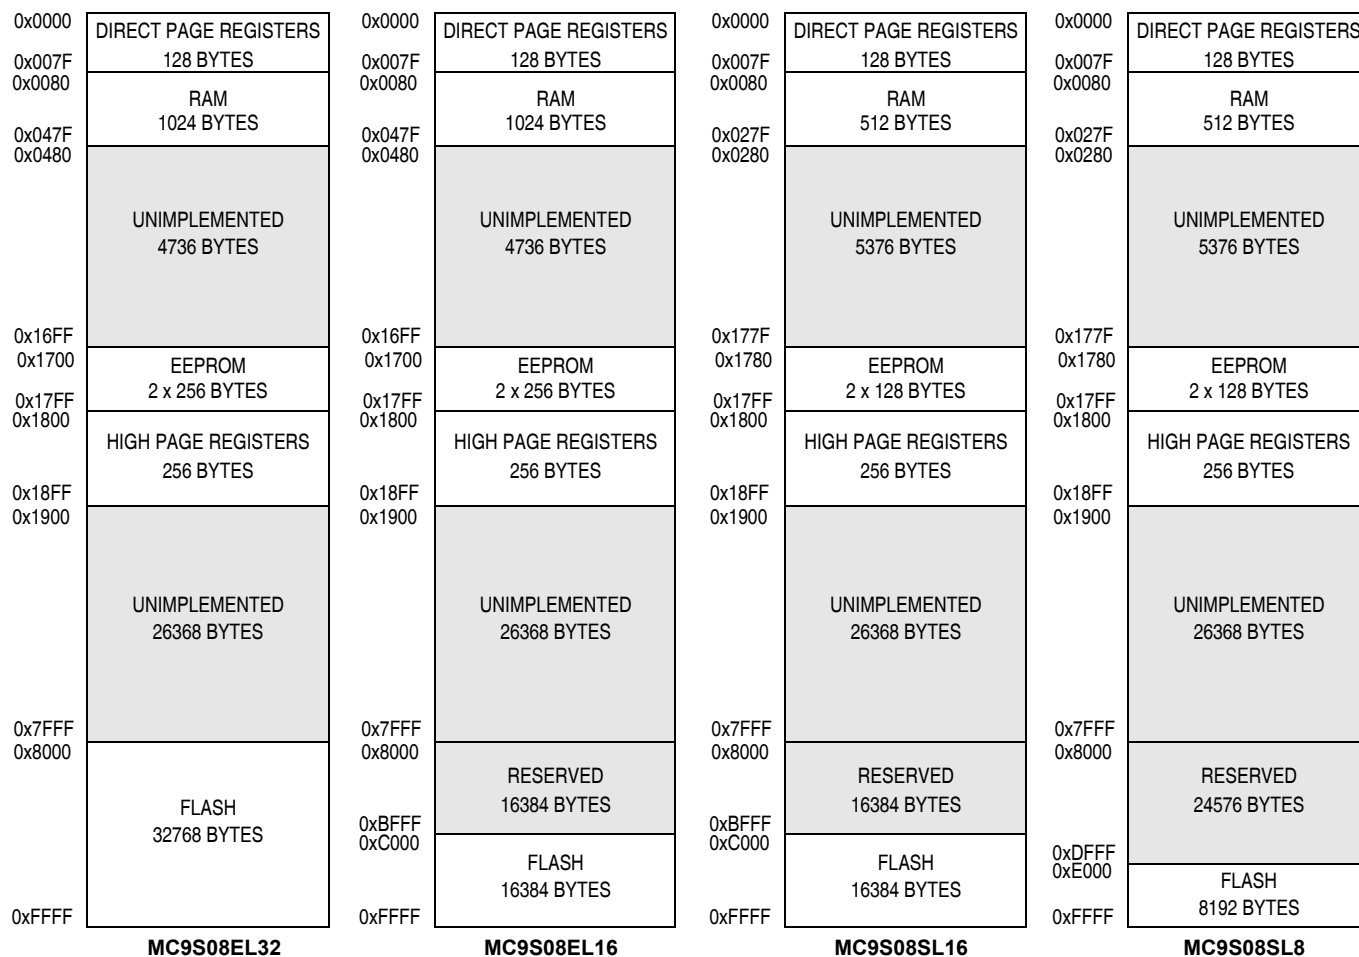 0x0000
DIRECT PAGE REGISTERS
128 BYTES
0x007F
0x0080
RAM
1024 BYTES
0x047F
0x0480
UNIMPLEMENTED
4736 BYTES
0x16FF
0x1700
EEPROM
2 x 256 BYTES
0x17FF
0x1800
HIGH PAGE REGISTERS
256 BYTES
0x18FF
0x1900
UNIMPLEMENTED
26368 BYTES
0x7FFF
0x8000
FLASH
32768 BYTES
0xFFFF
MC9S08EL32
0x0000
DIRECT PAGE REGISTERS
128 BYTES
0x007F
0x0080
RAM
1024 BYTES
0x047F
0x0480
UNIMPLEMENTED
4736 BYTES
0x16FF
0x1700
EEPROM
2 x 256 BYTES
0x17FF
0x1800
HIGH PAGE REGISTERS
256 BYTES
0x18FF
0x1900
UNIMPLEMENTED
26368 BYTES
0x7FFF
0x8000
RESERVED
16384 BYTES
0xBFFF
0xC000
FLASH
16384 BYTES
0xFFFF
MC9S08EL16
0x0000
DIRECT PAGE REGISTERS
128 BYTES
0x007F
0x0080
RAM
512 BYTES
0x027F
0x0280
UNIMPLEMENTED
5376 BYTES
0x177F
0x1780
EEPROM
2 x 128 BYTES
0x17FF
0x1800
HIGH PAGE REGISTERS
256 BYTES
0x18FF
0x1900
UNIMPLEMENTED
26368 BYTES
0x7FFF
0x8000
RESERVED
16384 BYTES
0xBFFF
0xC000
FLASH
16384 BYTES
0xFFFF
MC9S08SL16
0x0000
DIRECT PAGE REGISTERS
128 BYTES
0x007F
0x0080
RAM
512 BYTES
0x027F
0x0280
UNIMPLEMENTED
5376 BYTES
0x177F
0x1780
EEPROM
2 x 128 BYTES
0x17FF
0x1800
HIGH PAGE REGISTERS
256 BYTES
0x18FF
0x1900
UNIMPLEMENTED
26368 BYTES
0x7FFF
0x8000
RESERVED
24576 BYTES
0xDFFF
0xE000
FLASH
8192 BYTES
0xFFFF
MC9S08SL8